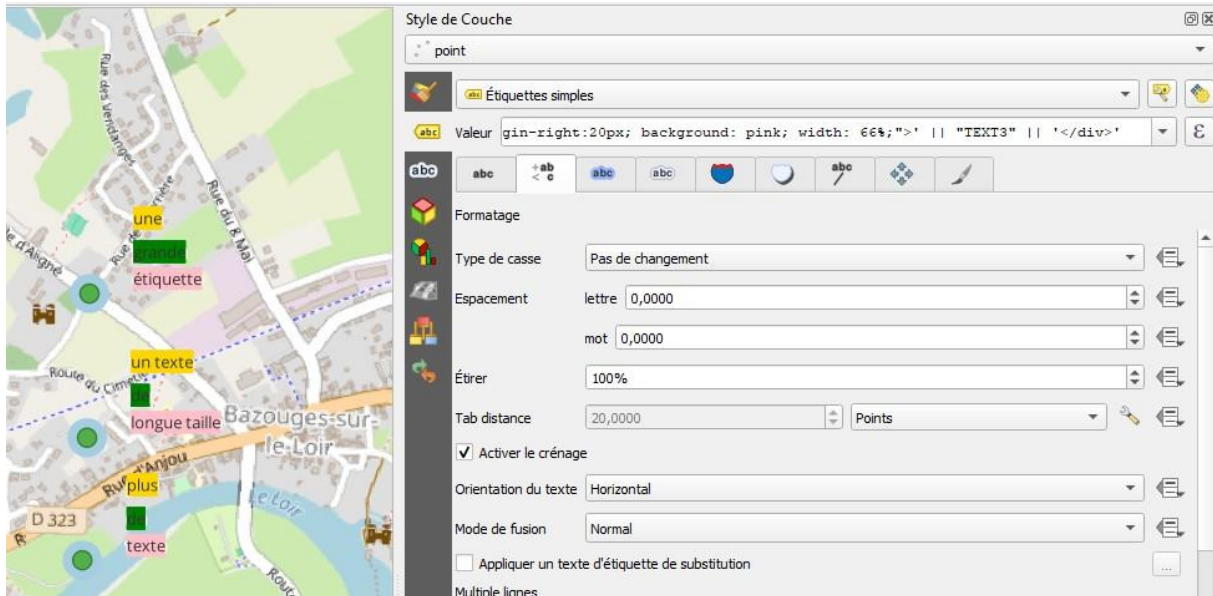 Rue des Vendanges
Rue du 8 Mai
Rue de
une
grande
étiquette
un texte
de
longue taille
Bazouges-sur-
le-Loir
plus
de
texte
D 323
Le Loir
Style de Couche
point
Étiquettes simples
Valeur gin-right:20px; background: pink; width: 66%;">' || "TEXT3" || '</div>'
abc +ab < c abc abc abc
Formatage
Type de casse Pas de changement
Espacement lettre 0,0000
mot 0,0000
Étirer 100%
Tab distance 20,0000 Points
Activer le crénage
Orientation du texte Horizontal
Mode de fusion Normal
Appliquer un texte d'étiquette de substitution ...
Multiple lignes